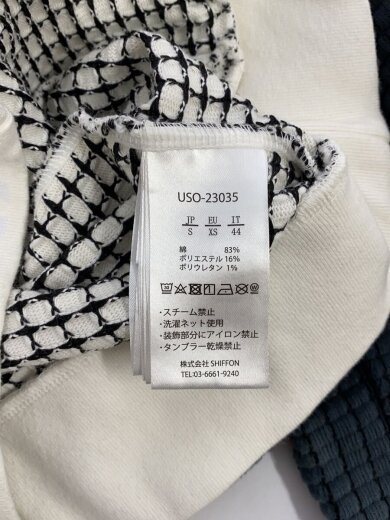 USO-23035
JP EU IT
S XS 44
綿 83%
ポリエステル 16%
ポリウレタン 1%
・スチーム禁止
・洗濯ネット使用
・装飾部分にアイロン禁止
・タンブラー乾燥禁止
株式会社 SHIFFON
TEL:03-6661-9240